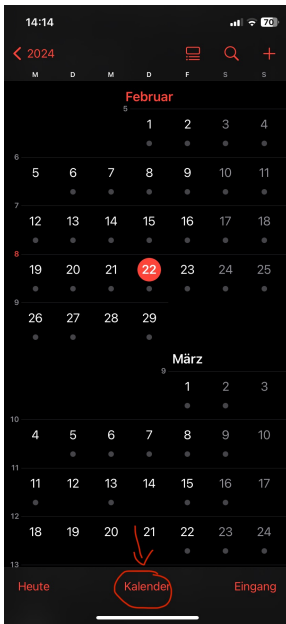 14:14 70
2024
M D M D F S S
Februar
5
1 2 3 4
6
5 6 7 8 9 10 11
7
12 13 14 15 16 17 18
8
19 20 21 22 23 24 25
9
26 27 28 29
März
9
1 2 3
10
4 5 6 7 8 9 10
11
11 12 13 14 15 16 17
12
18 19 20 21 22 23 24
13
Heute Kalender Eingang